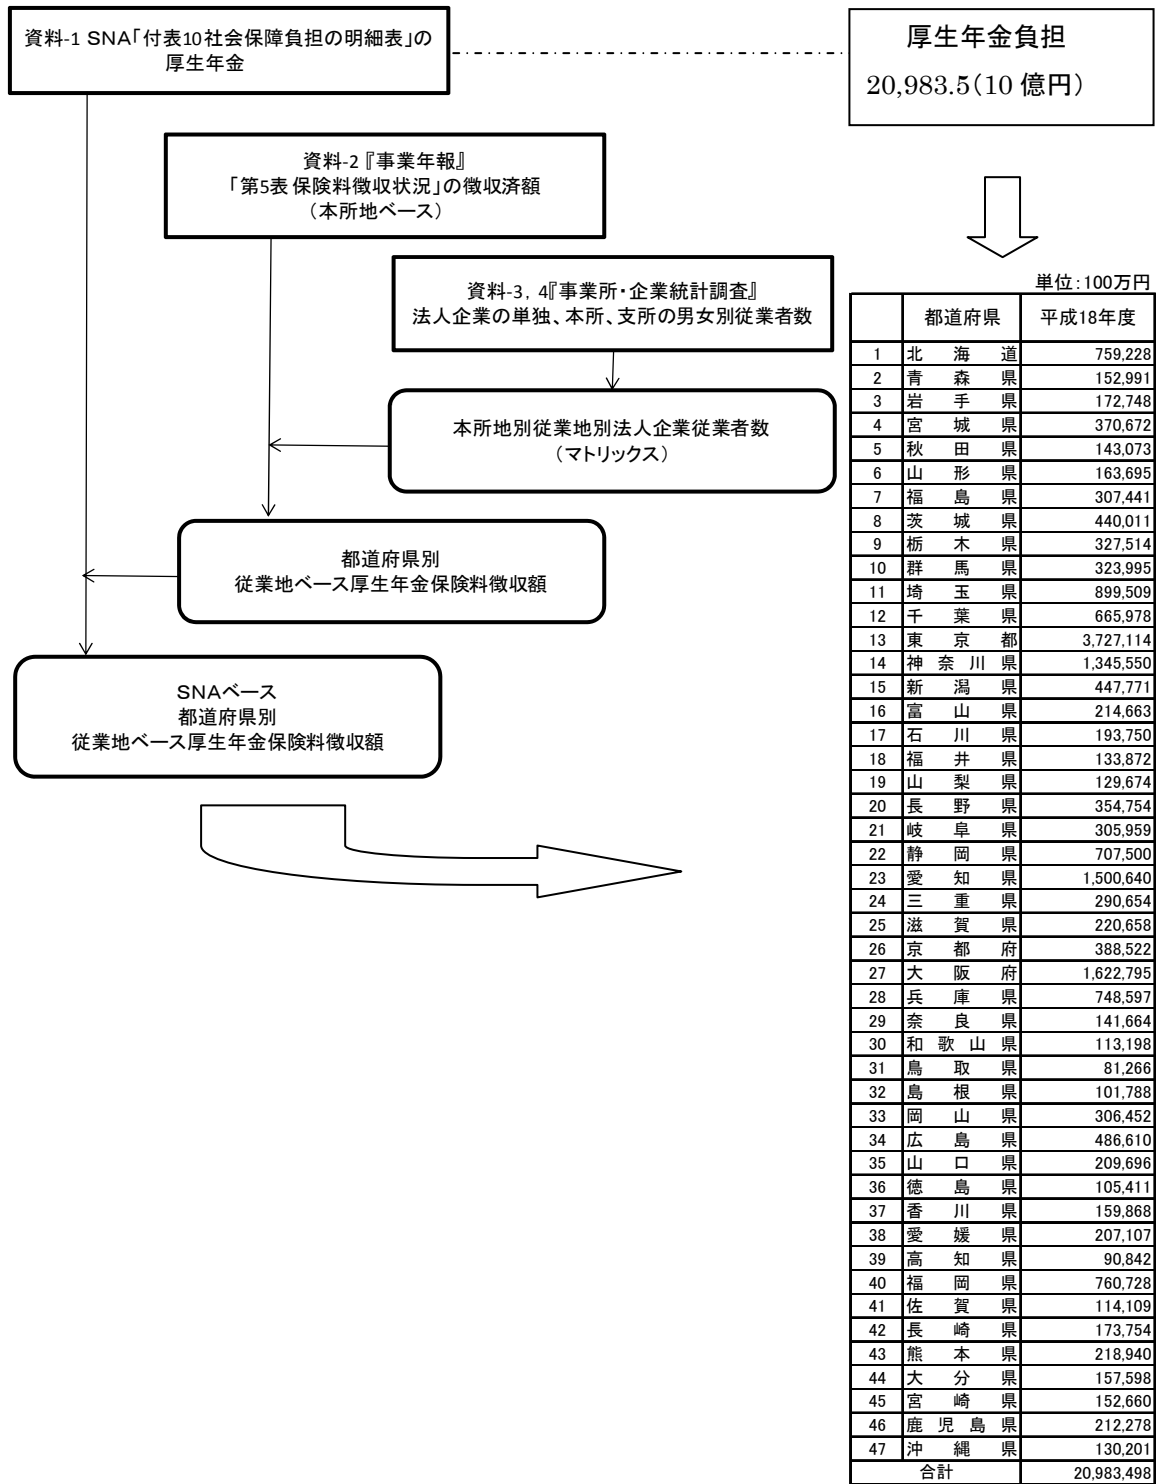 資料-1 SNA「付表10社会保障負担の明細表」の
厚生年金
厚生年金負担
20,983.5(10 億円)
資料-2『事業年報』
「第5表 保険料徴収状況」の徴収済額
(本所地ベース)
資料-3, 4『事業所・企業統計調査』
法人企業の単独、本所、支所の男女別従業者数
本所地別従業地別法人企業従業者数
(マトリックス)
都道府県別
従業地ベース厚生年金保険料徴収額
SNAベース
都道府県別
従業地ベース厚生年金保険料徴収額
単位:100万円
都道府県 平成18年度
1 北海道 759,228
2 青森県 152,991
3 岩手県 172,748
4 宮城県 370,672
5 秋田県 143,073
6 山形県 163,695
7 福島県 307,441
8 茨城県 440,011
9 栃木県 327,514
10 群馬県 323,995
11 埼玉県 899,509
12 千葉県 665,978
13 東京都 3,727,114
14 神奈川県 1,345,550
15 新潟県 447,771
16 富山県 214,663
17 石川県 193,750
18 福井県 133,872
19 山梨県 129,674
20 長野県 354,754
21 岐阜県 305,959
22 静岡県 707,500
23 愛知県 1,500,640
24 三重県 290,654
25 滋賀県 220,658
26 京都府 388,522
27 大阪府 1,622,795
28 兵庫県 748,597
29 奈良県 141,664
30 和歌山県 113,198
31 鳥取県 81,266
32 島根県 101,788
33 岡山県 306,452
34 広島県 486,610
35 山口県 209,696
36 徳島県 105,411
37 香川県 159,868
38 愛媛県 207,107
39 高知県 90,842
40 福岡県 760,728
41 佐賀県 114,109
42 長崎県 173,754
43 熊本県 218,940
44 大分県 157,598
45 宮崎県 152,660
46 鹿児島県 212,278
47 沖縄県 130,201
合計 20,983,498